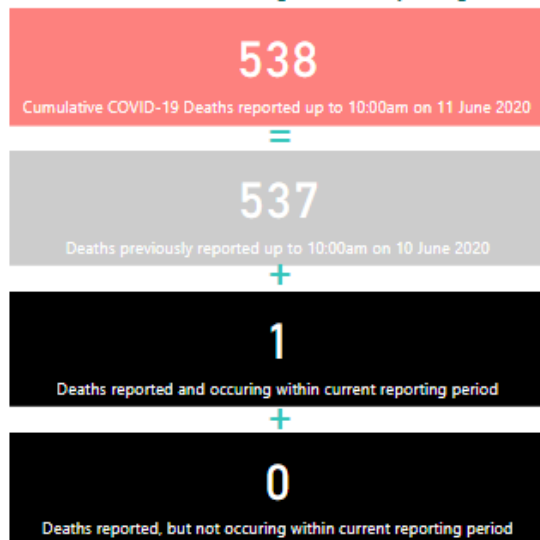 538
Cumulative COVID-19 Deaths reported up to 10:00am on 11 June 2020
=
537
Deaths previously reported up to 10:00am on 10 June 2020
+
1
Deaths reported and occuring within current reporting period
+
0
Deaths reported, but not occuring within current reporting period